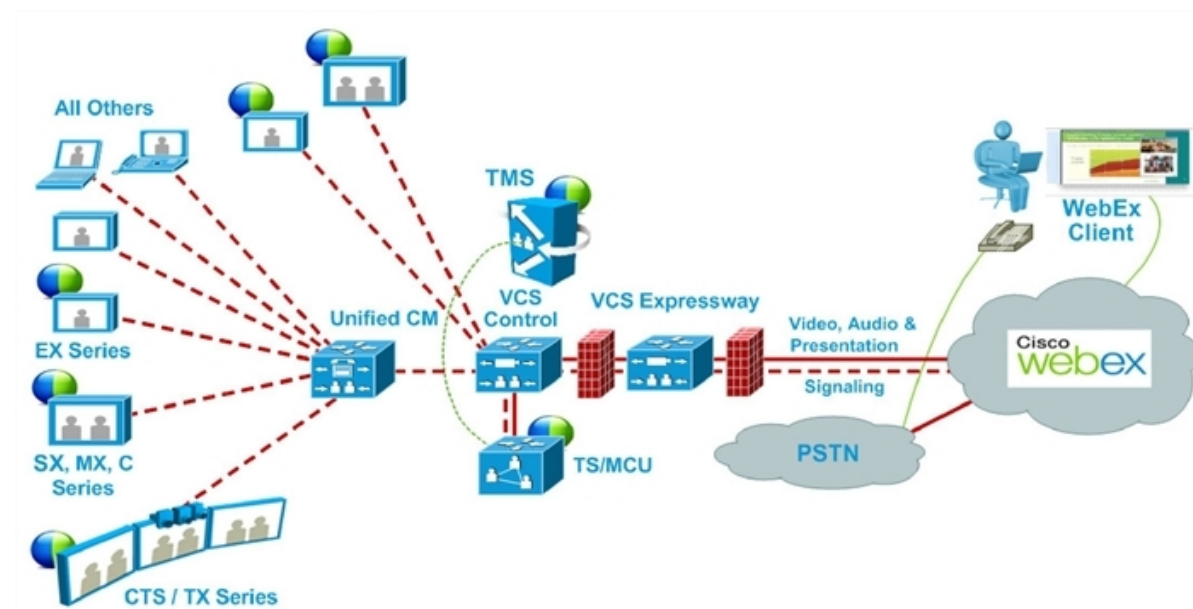 All Others
TMS
WebEx
Client
Unified CM
VCS
Control
VCS Expressway
EX Series
Video, Audio &
Presentation
Signaling
Cisco
webex
SX, MX, C
Series
TS/MCU
PSTN
CTS / TX Series